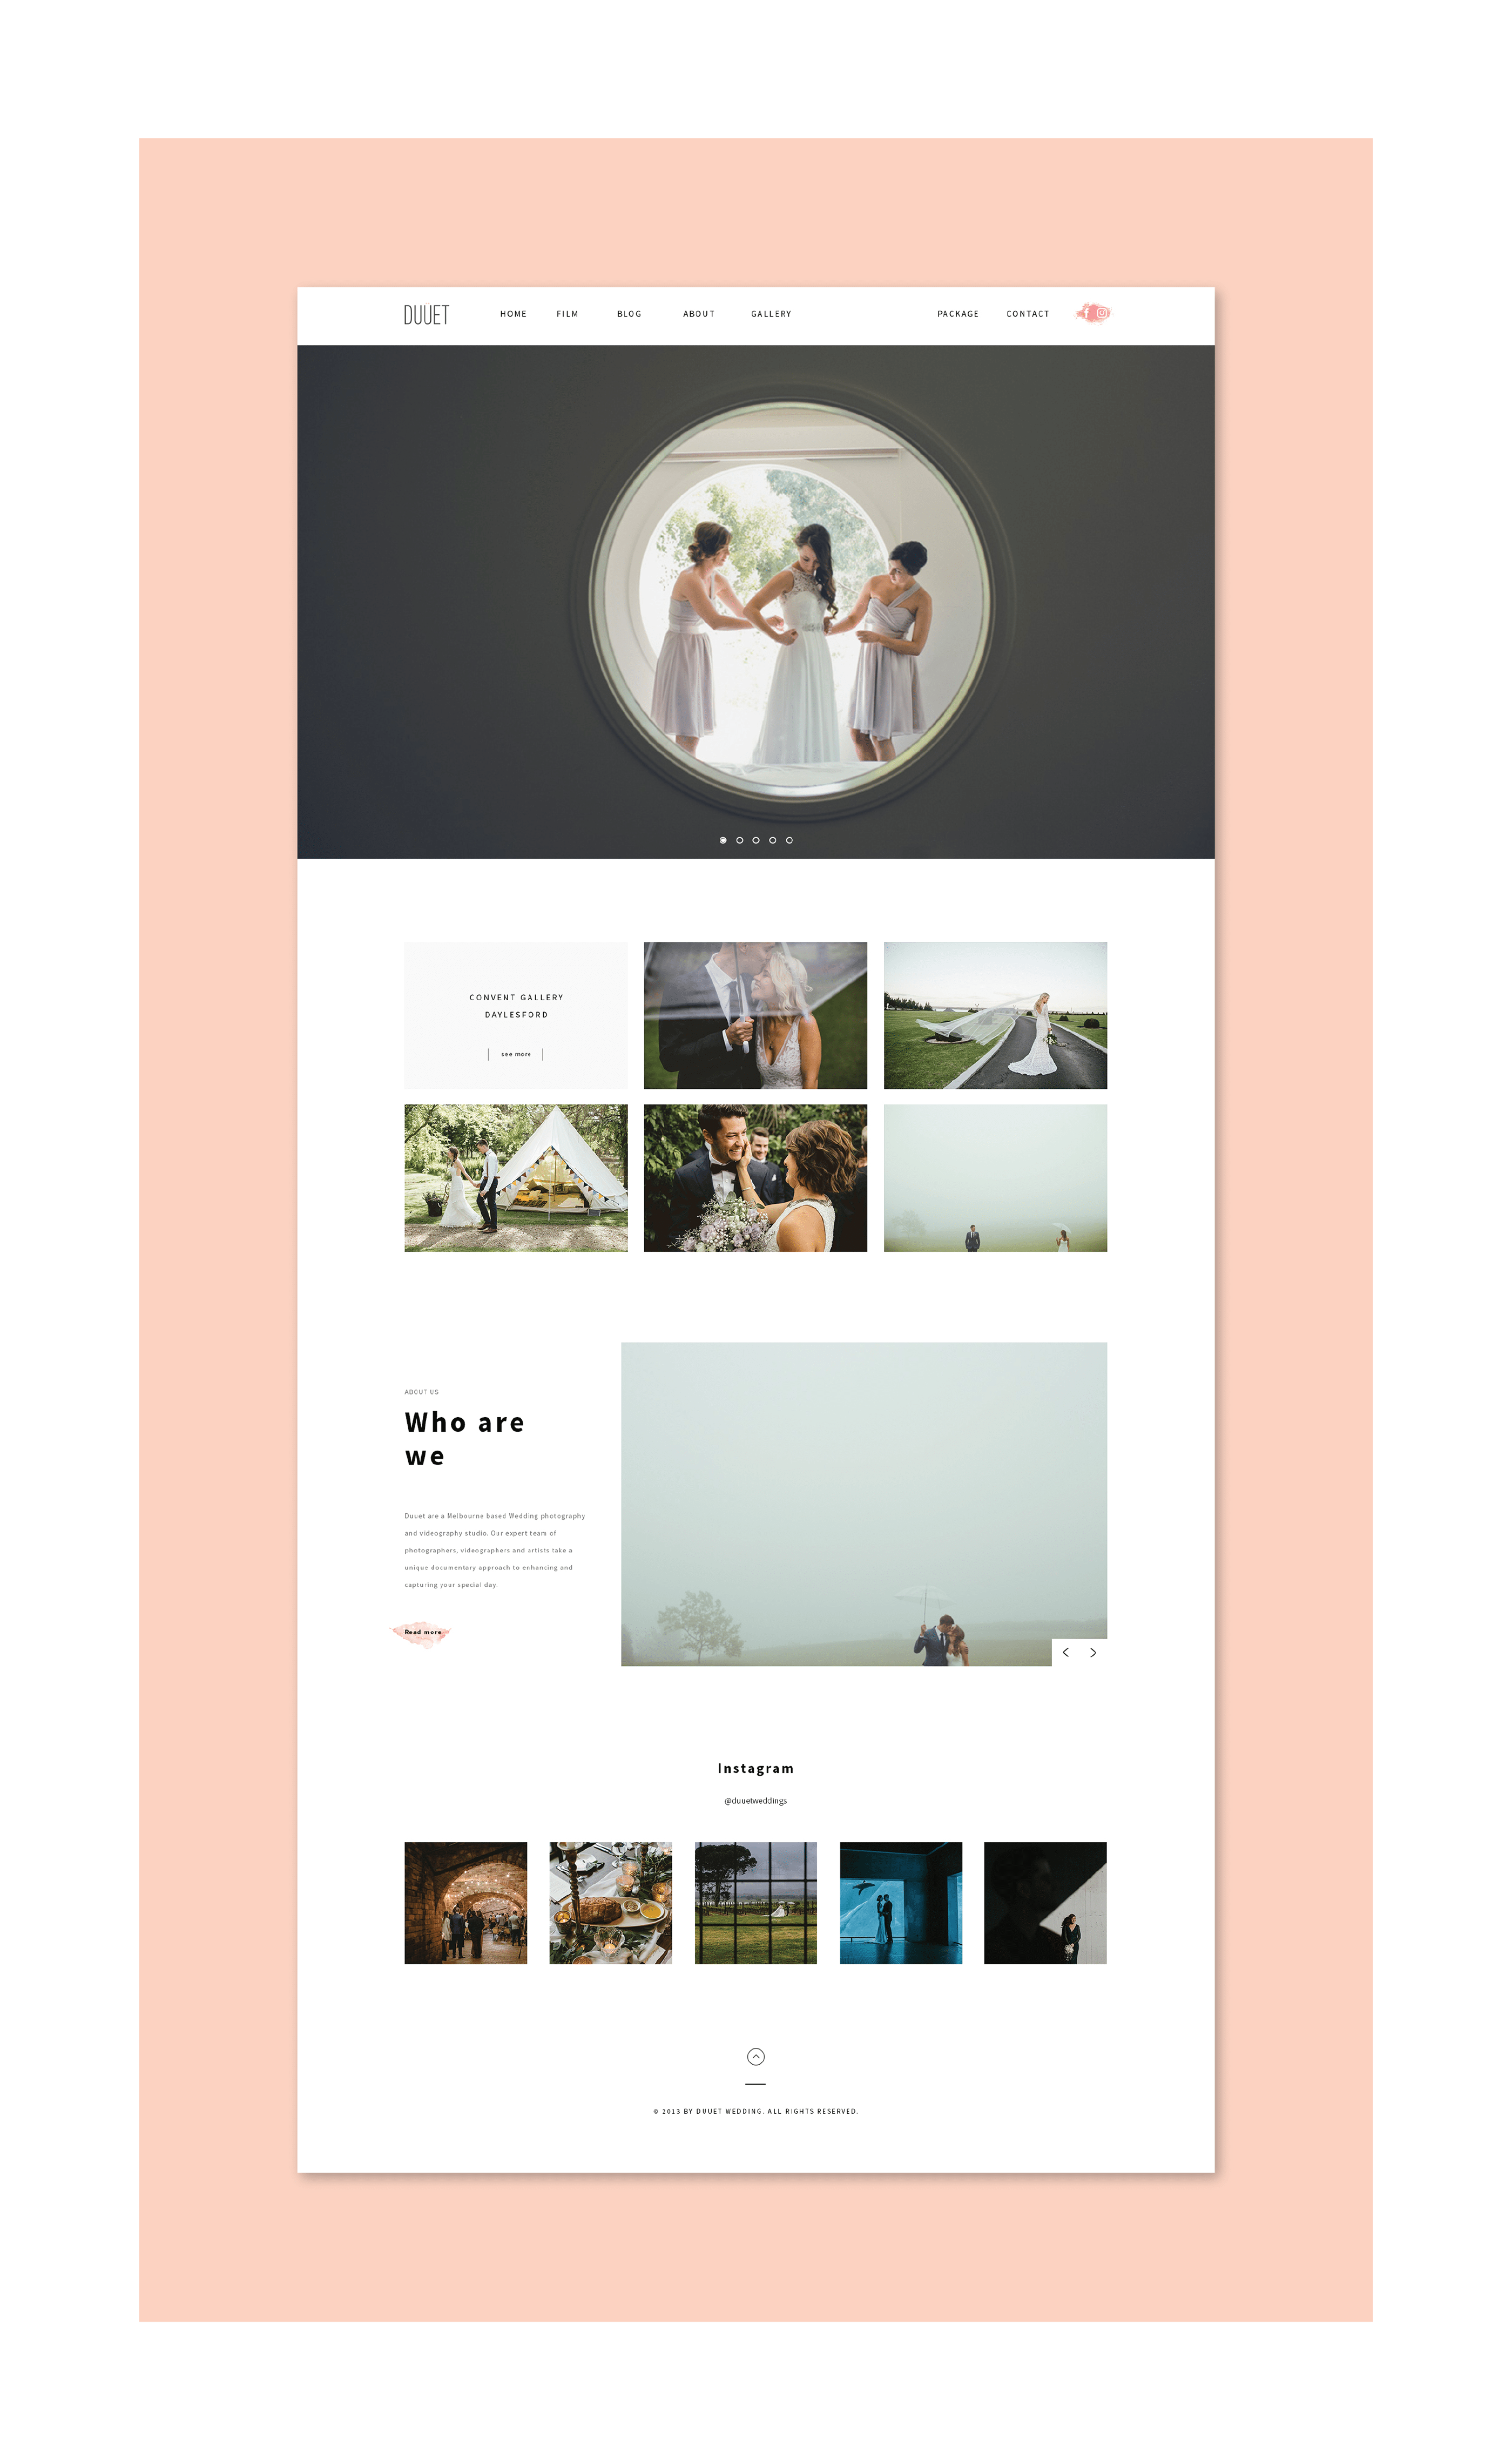 DUUET
HOME FILM BLOG ABOUT GALLERY PACKAGE CONTACT
CONVENT GALLERY
DAYLESFORD
see more
ABOUT US
Who are
we
Duuet are a Melbourne based Wedding photography
and videography studio. Our expert team of
photographers, videographers and artists take a
unique documentary approach to enhancing and
capturing your special day.
Read more
Instagram
@duuetweddings
© 2013 BY DUUET WEDDING. ALL RIGHTS RESERVED.